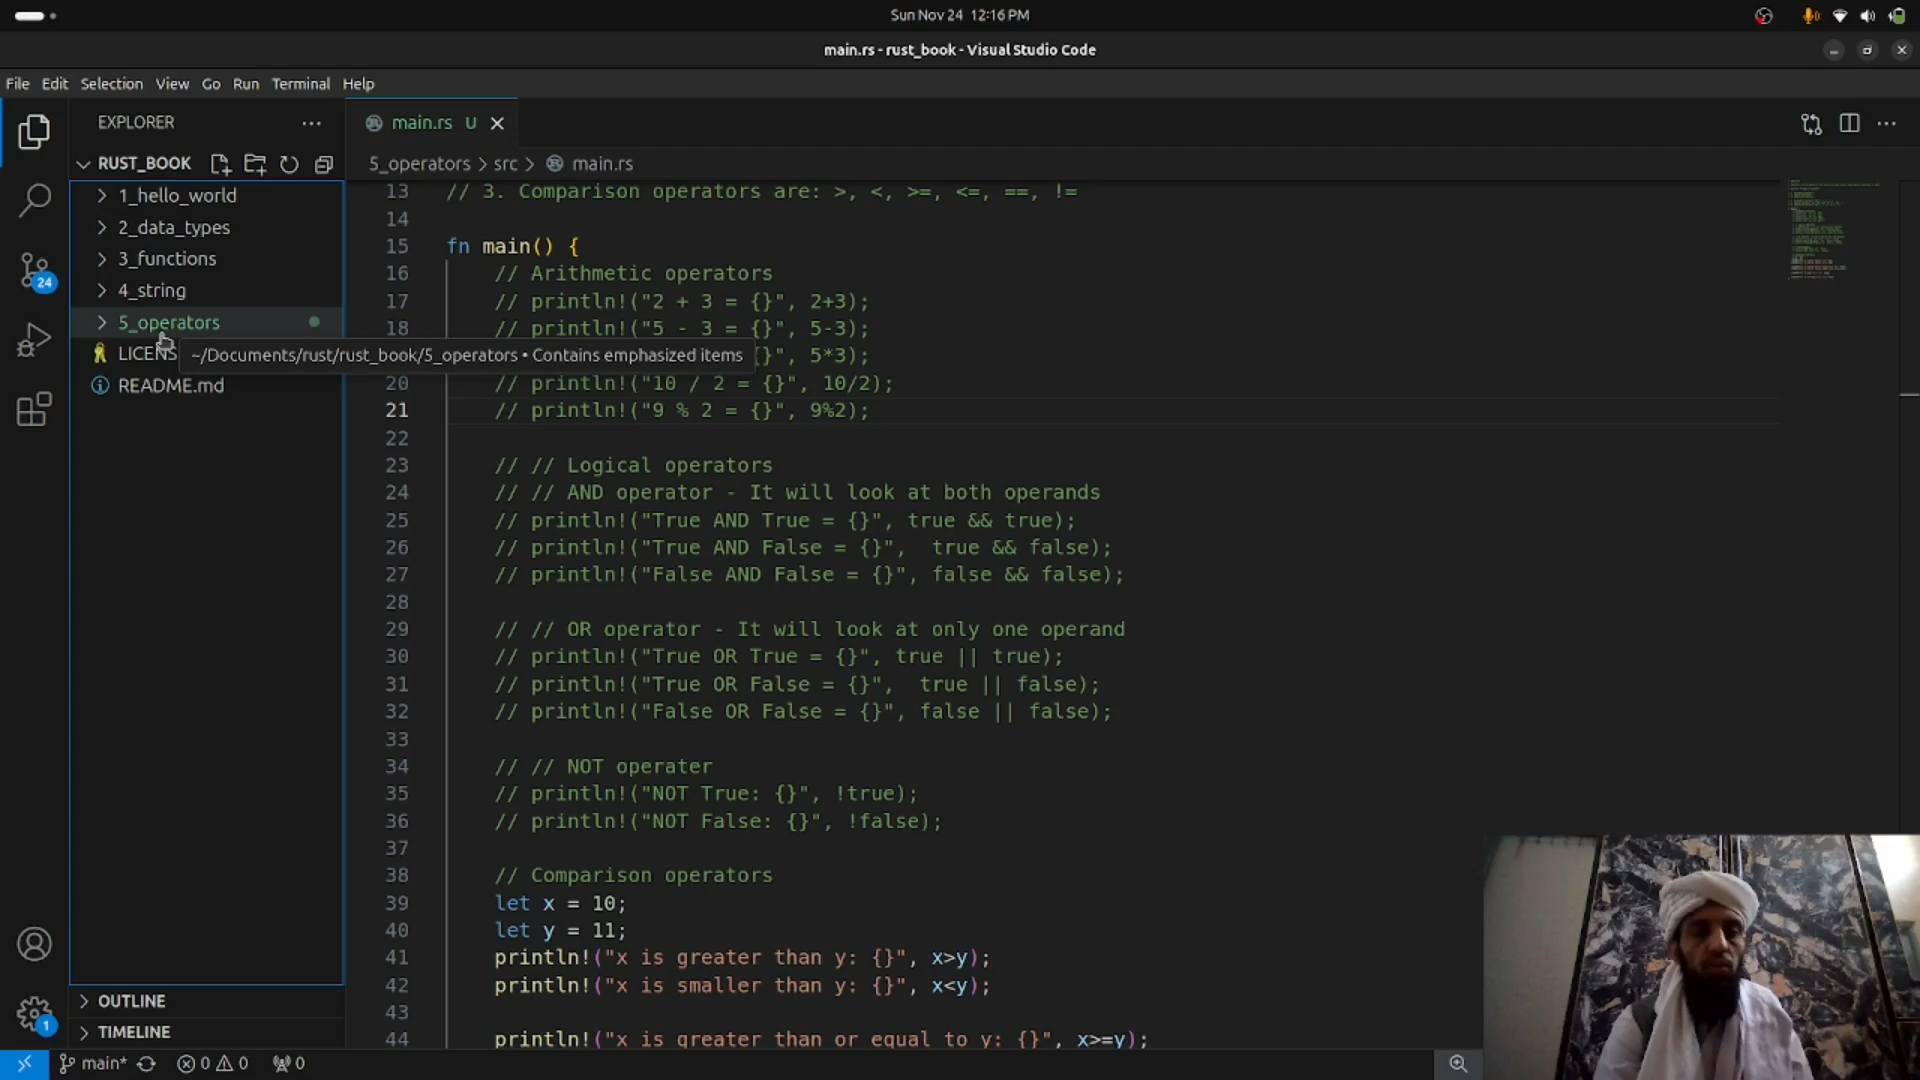 Sun Nov 24 12:16 PM
main.rs - rust_book - Visual Studio Code
File Edit Selection View Go Run Terminal Help
EXPLORER
RUST_BOOK
1_hello_world
2_data_types
3_functions
4_string
5_operators
LICENS
README.md
~/Documents/rust/rust_book/5_operators • Contains emphasized items
24
OUTLINE
TIMELINE
1
main.rs U
5_operators > src > main.rs
13 // 3. Comparison operators are: >, <, >=, <=, ==, !=
14
15 fn main() {
16 // Arithmetic operators
17 // println!("2 + 3 = {}", 2+3);
18 // println!("5 - 3 = {}", 5-3);
{}", 5*3);
20 // println!("10 / 2 = {}", 10/2);
21 // println!("9 % 2 = {}", 9%2);
22
23 // // Logical operators
24 // // AND operator - It will look at both operands
25 // println!("True AND True = {}", true && true);
26 // println!("True AND False = {}",  true && false);
27 // println!("False AND False = {}", false && false);
28
29 // // OR operator - It will look at only one operand
30 // println!("True OR True = {}", true || true);
31 // println!("True OR False = {}",  true || false);
32 // println!("False OR False = {}", false || false);
33
34 // // NOT operater
35 // println!("NOT True: {}", !true);
36 // println!("NOT False: {}", !false);
37
38 // Comparison operators
39 let x = 10;
40 let y = 11;
41 println!("x is greater than y: {}", x>y);
42 println!("x is smaller than y: {}", x<y);
43
44 println!("x is greater than or equal to y: {}", x>=y);
main* 0 0 0